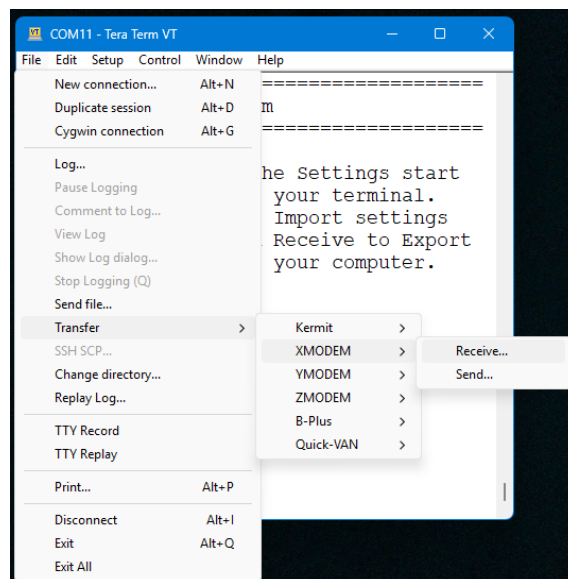 COM11 - Tera Term VT
File Edit Setup Control Window Help
New connection... Alt+N
Duplicate session Alt+D
Cygwin connection Alt+G
Log...
Pause Logging
Comment to Log...
View Log
Show Log dialog...
Stop Logging (Q)
Send file...
Transfer >
SSH SCP...
Change directory...
Replay Log...
TTY Record
TTY Replay
Print... Alt+P
Disconnect Alt+I
Exit Alt+Q
Exit All
====================
m
====================
he Settings start
your terminal.
Import settings
Receive to Export
your computer.
Kermit >
XMODEM >
YMODEM >
ZMODEM >
B-Plus >
Quick-VAN >
Receive...
Send...